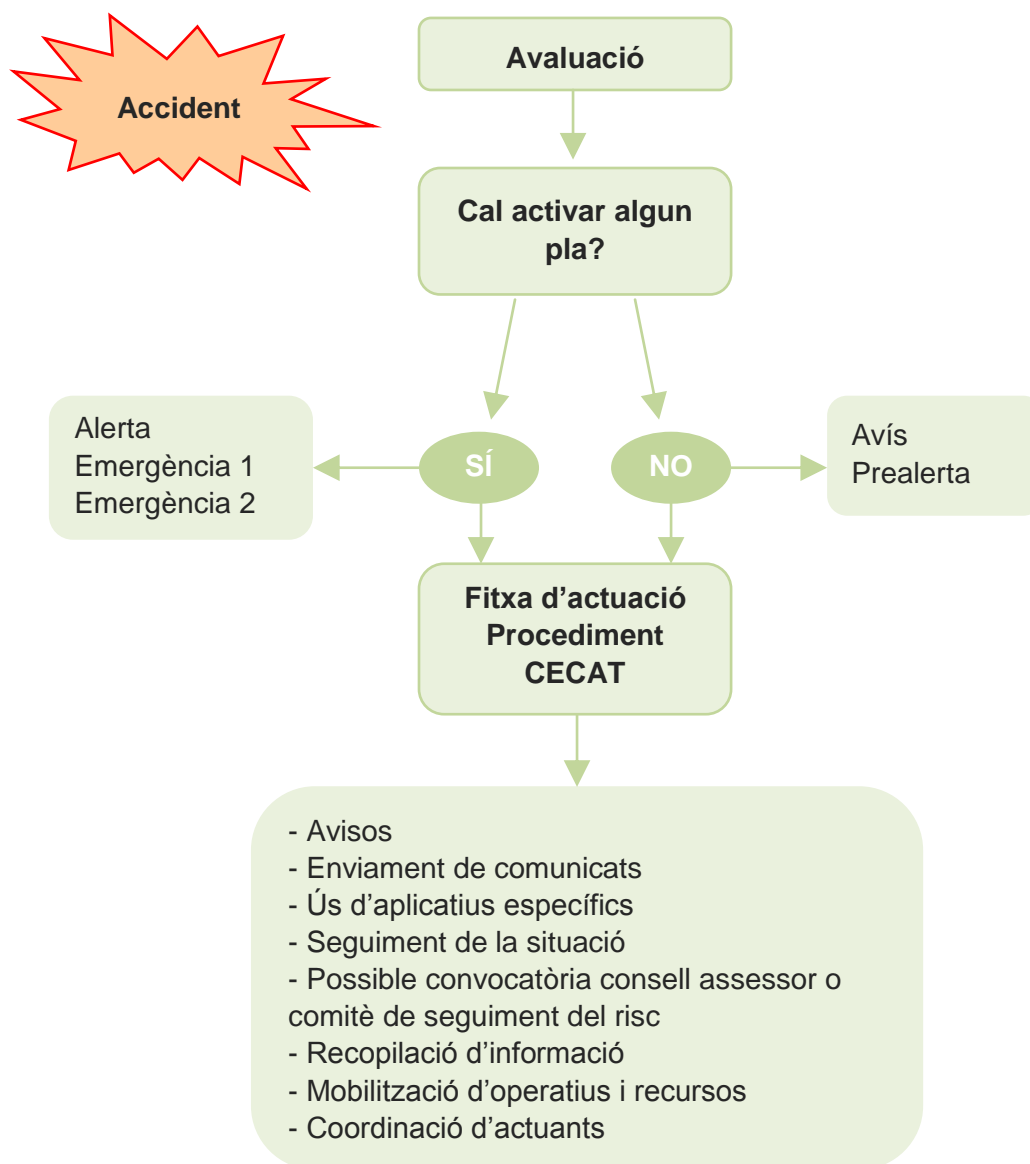 Accident
Avaluació
Cal activar algun
pla?
Alerta
Emergència 1
Emergència 2
SÍ
NO
Avís
Prealerta
Fitxa d’actuació
Procediment
CECAT
- Avisos
- Enviament de comunicats
- Ús d’aplicatius específics
- Seguiment de la situació
- Possible convocatòria consell assessor o
comitè de seguiment del risc
- Recopilació d’informació
- Mobilització d’operatius i recursos
- Coordinació d’actuants